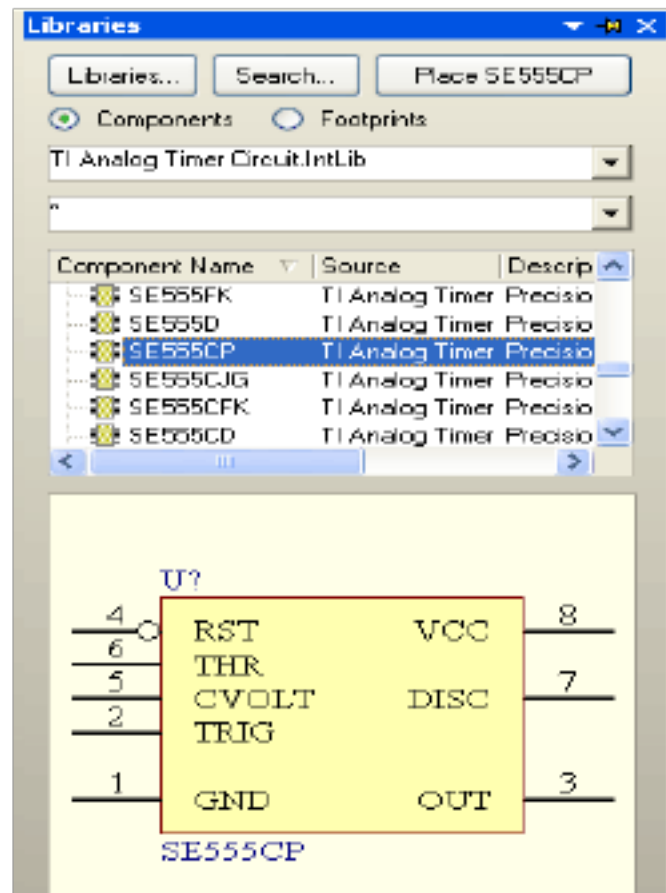 Libraries
Libraries... Search... Place SE555CP
Components Footprints
TI Analog Timer Circuit.IntLib
*
Component Name Source Descrip
SE555FK TI Analog Timer Precisio
SE555D TI Analog Timer Precisio
SE555CP TI Analog Timer Precisio
SE555CJG TI Analog Timer Precisio
SE555CFK TI Analog Timer Precisio
SE555CD TI Analog Timer Precisio
U?
4 RST VCC 8
6 THR
5 CVOLT DISC 7
2 TRIG
1 GND OUT 3
SE555CP